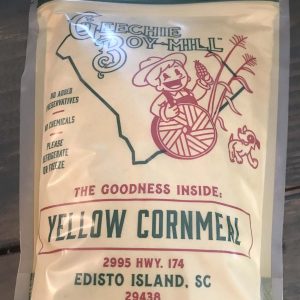 GEECHIE
BOY MILL
NO ADDED
PRESERVATIVES
NO CHEMICALS
PLEASE
REFRIGERATE
OR FREEZE
THE GOODNESS INSIDE:
YELLOW CORNMEAL
2995 HWY. 174
EDISTO ISLAND, SC
29438